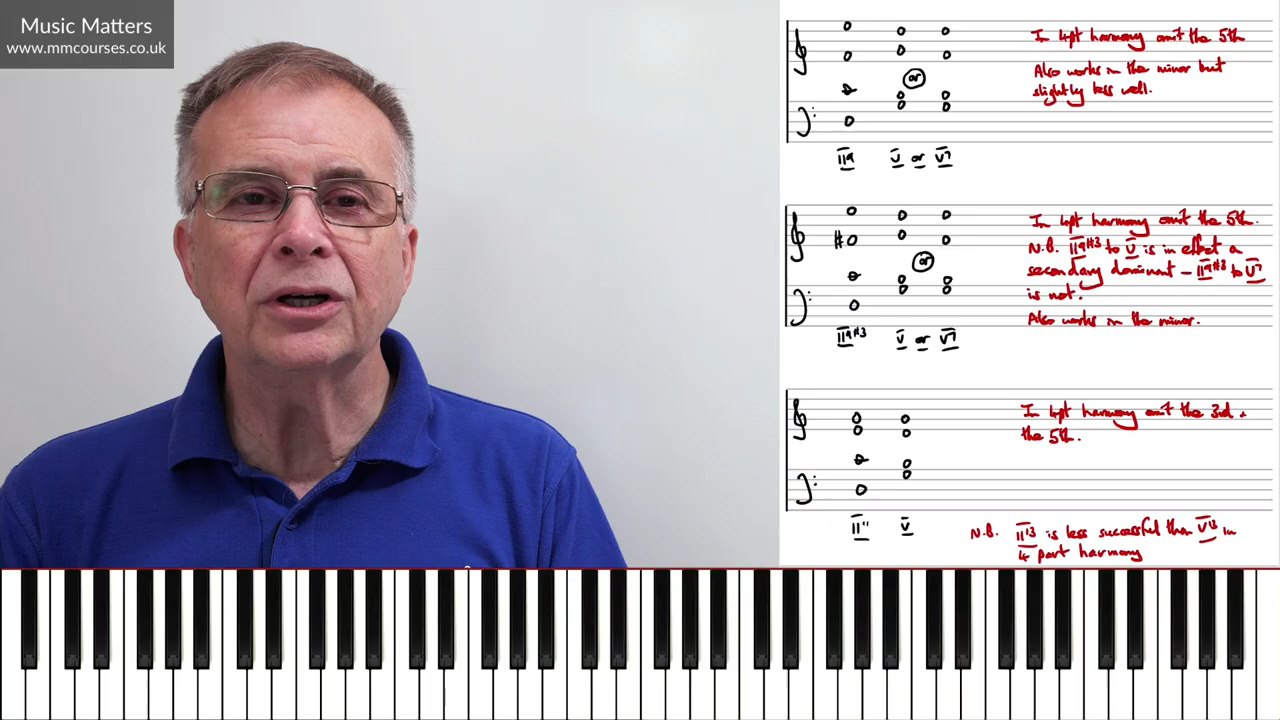 Music Matters
www.mmcourses.co.uk
In 4pt harmony omit the 5th
Also works in the minor but
slightly less well.
or
II9 V or V7
In 4pt harmony omit the 5th.
N.B. II9#3 to V is in effect a
secondary dominant – II9#3 to V7
is not.
Also works in the minor.
or
II9#3 V or V7
In 4pt harmony omit the 3rd &
the 5th.
II11 V
N.B. II13 is less successful than V13 in
4 part harmony